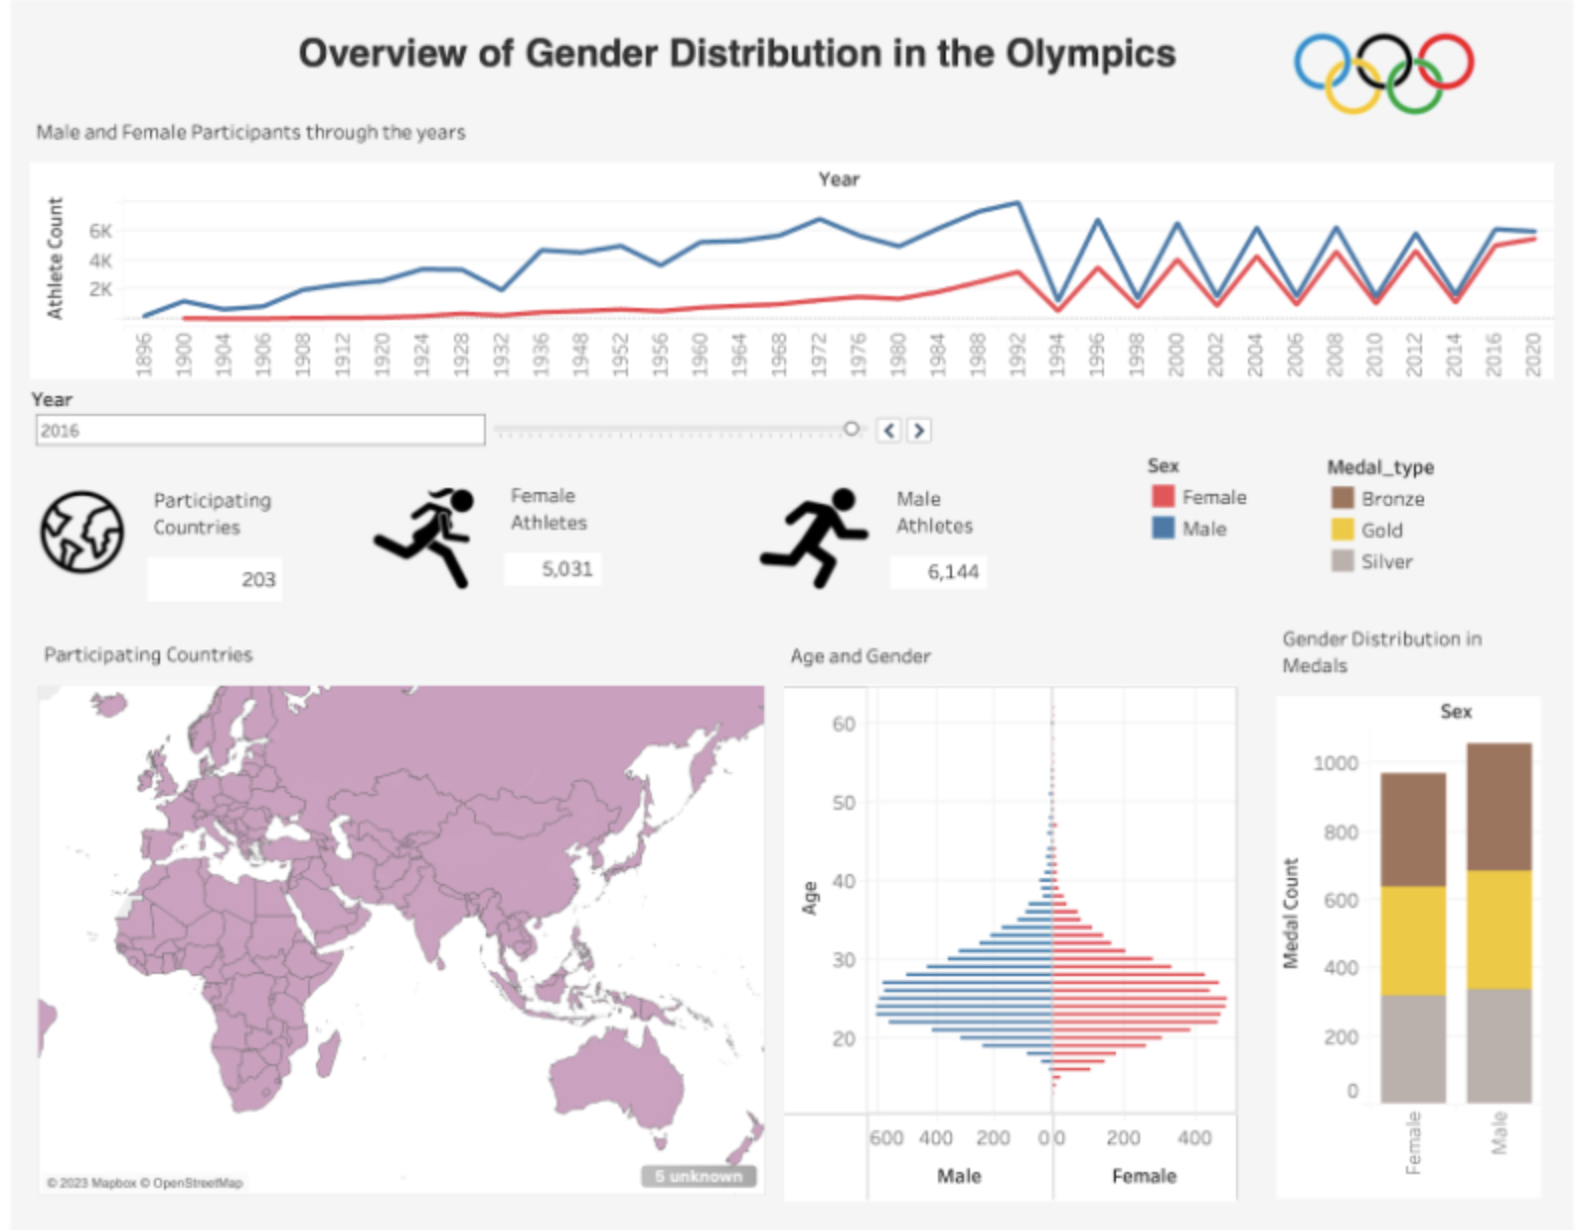 Overview of Gender Distribution in the Olympics
Male and Female Participants through the years
Year
Athlete Count
6K
4K
2K
1896
1900
1904
1906
1908
1912
1920
1924
1928
1932
1936
1948
1952
1956
1960
1964
1968
1972
1976
1980
1984
1988
1992
1994
1996
1998
2000
2002
2004
2006
2008
2010
2012
2014
2016
2020
Year
2016
Participating
Countries
203
Female
Athletes
5,031
Male
Athletes
6,144
Sex
Female
Male
Medal_type
Bronze
Gold
Silver
Participating Countries
© 2023 Mapbox © OpenStreetMap
5 unknown
Age and Gender
Age
60
50
40
30
20
600 400 200 0 0 200 400
Male Female
Gender Distribution in
Medals
Sex
Medal Count
1000
800
600
400
200
0
Female
Male